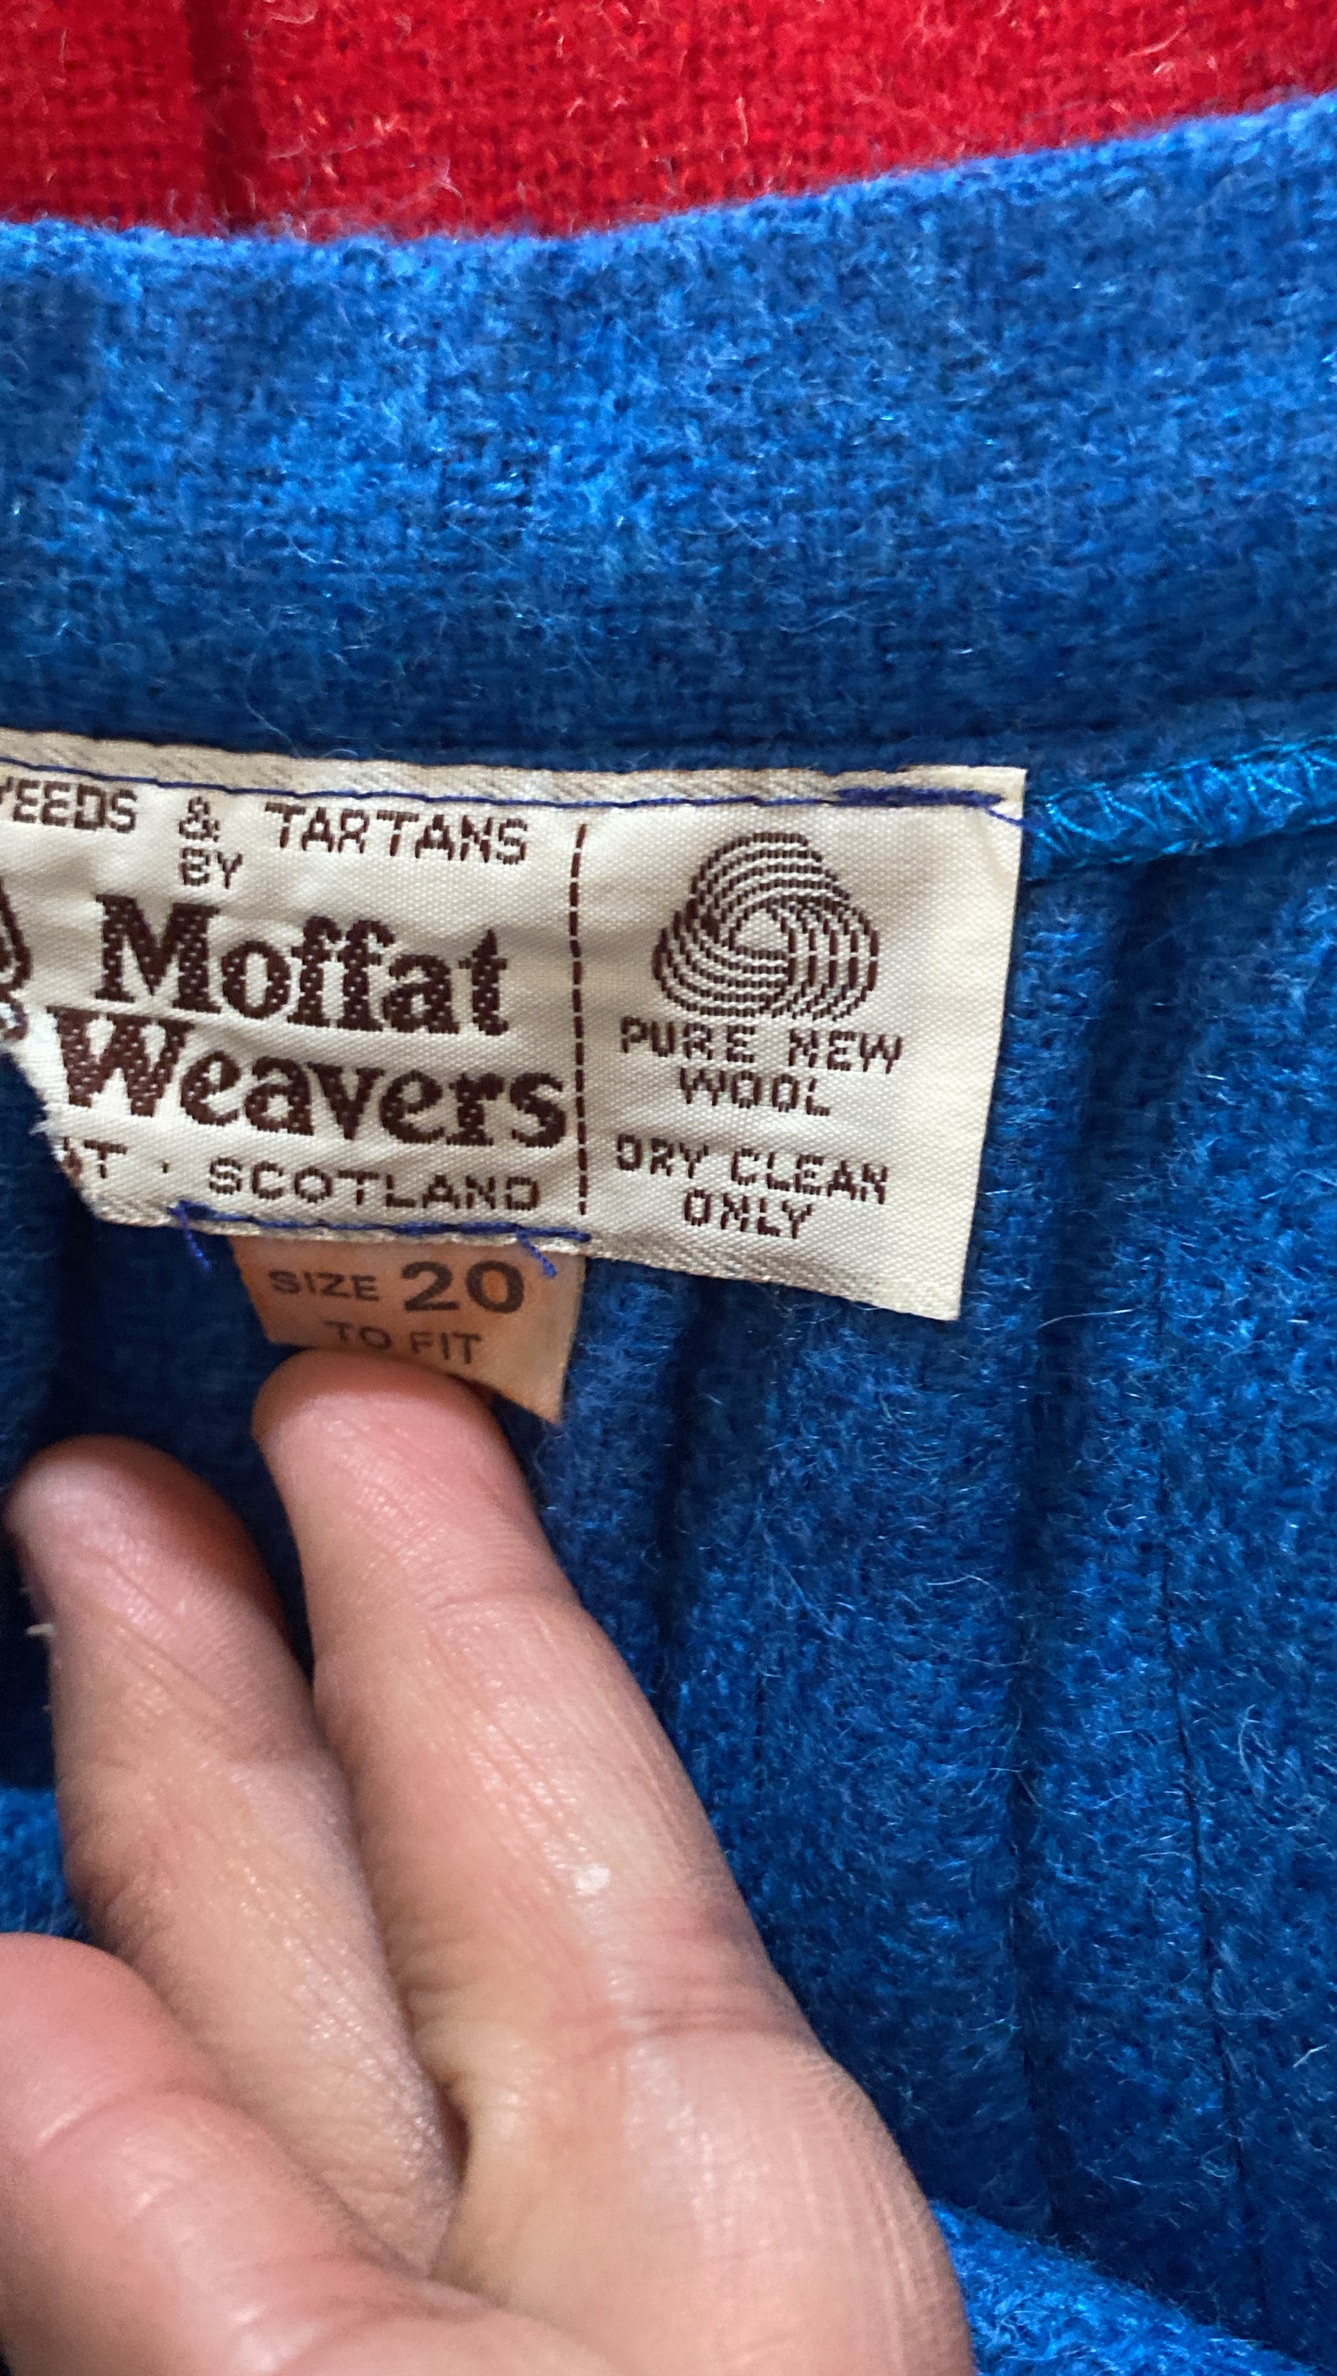 & TARTANS
BY
Moffat
Weavers
SCOTLAND
PURE NEW
WOOL
DRY CLEAN
ONLY
SIZE 20
TO FIT